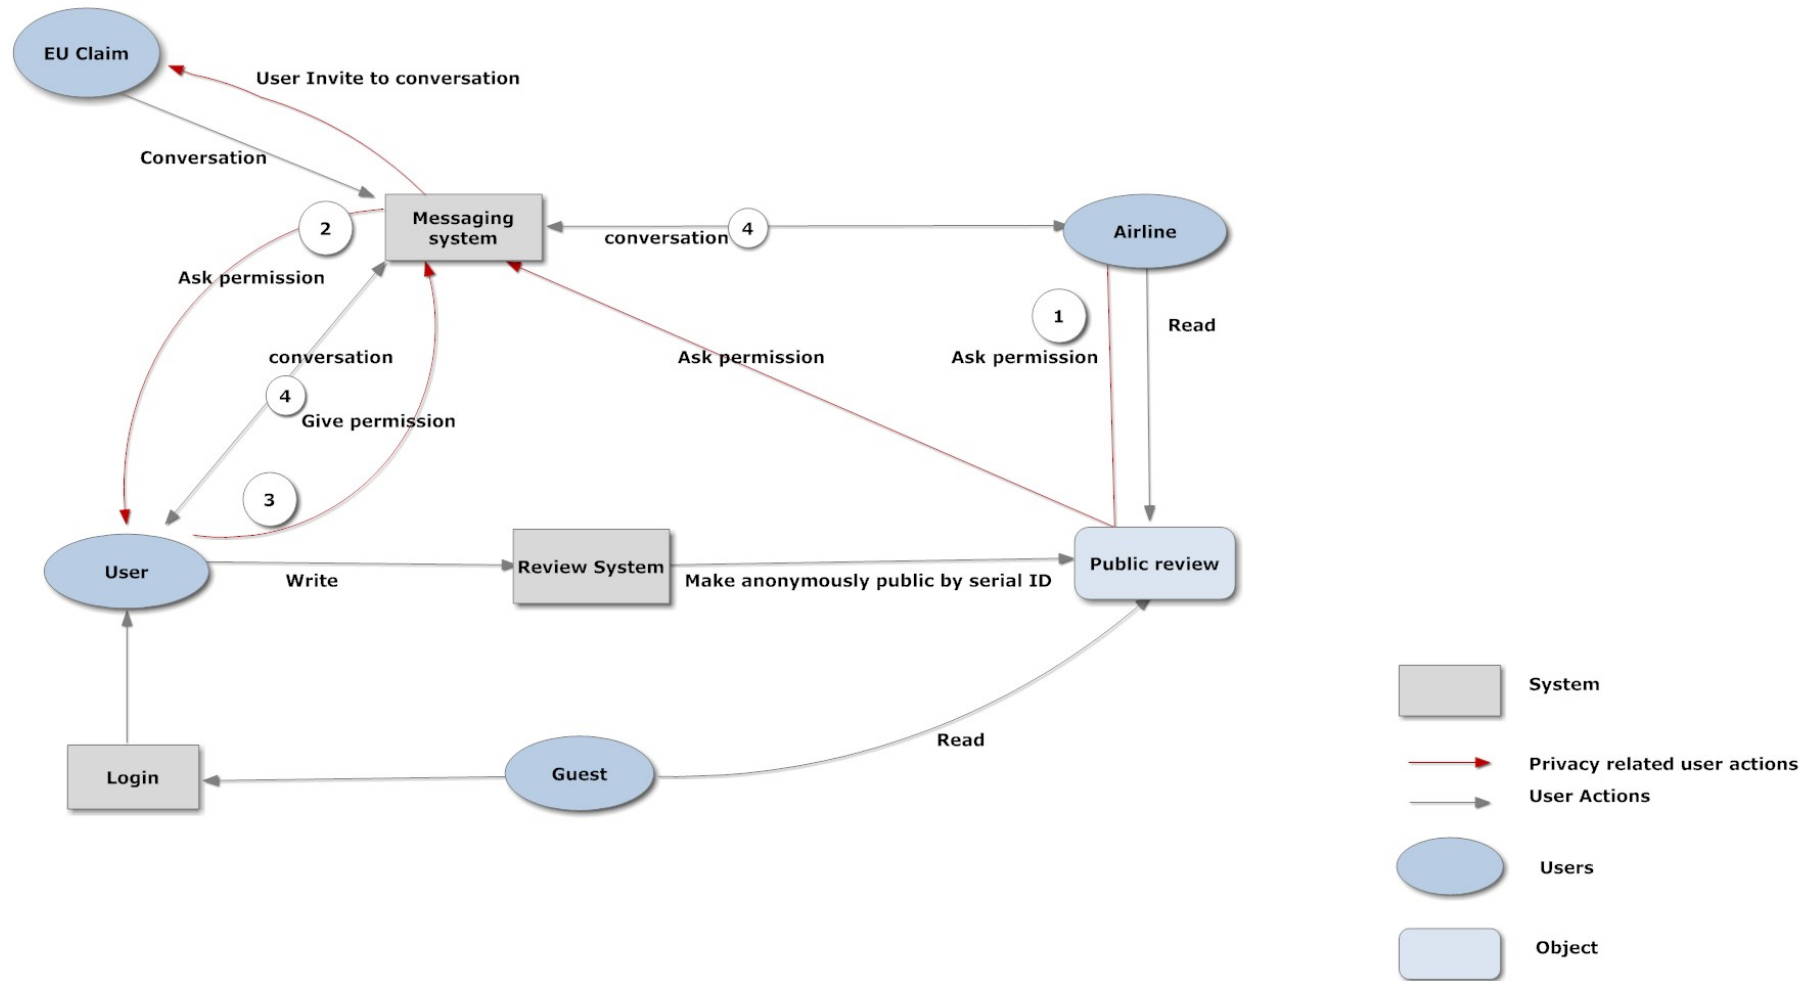 EU Claim
User Invite to conversation
Conversation
Messaging
system
2
4
conversation
Airline
Ask permission
1
Read
conversation
Ask permission
Ask permission
4
Give permission
3
User
Write
Review System
Make anonymously public by serial ID
Public review
Login
Guest
Read
System
Privacy related user actions
User Actions
Users
Object